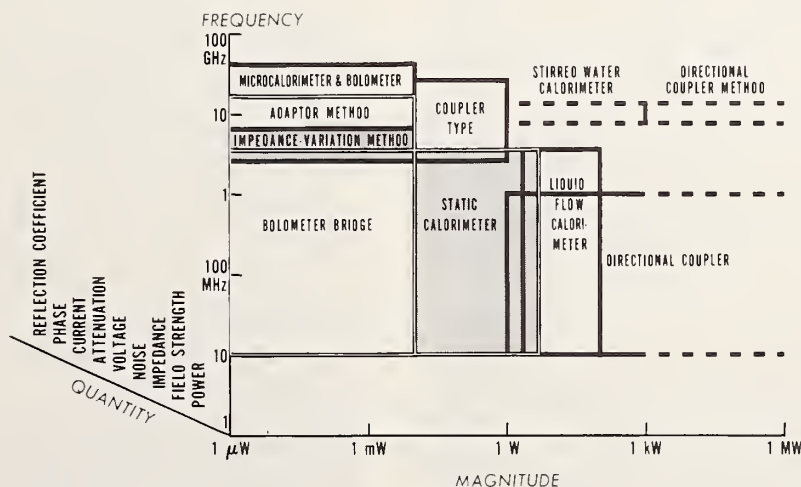 FREQUENCY
100
GHz
MICROCALORIMETER & BOLOMETER
STIRRED WATER
CALORIMETER
DIRECTIONAL
COUPLER METHOD
10
ADAPTOR METHOD
COUPLER
TYPE
IMPEDANCE-VARIATION METHOD
1
BOLOMETER BRIDGE
STATIC
CALORIMETER
LIQUID
FLOW
CALORI-
METER
DIRECTIONAL COUPLER
100
MHz
10
1
REFLECTION COEFFICIENT
PHASE
CURRENT
ATTENUATION
VOLTAGE
NOISE
IMPEDANCE
FIELD STRENGTH
POWER
QUANTITY
1 μW
1 mW
1 W
1 kW
1 MW
MAGNITUDE